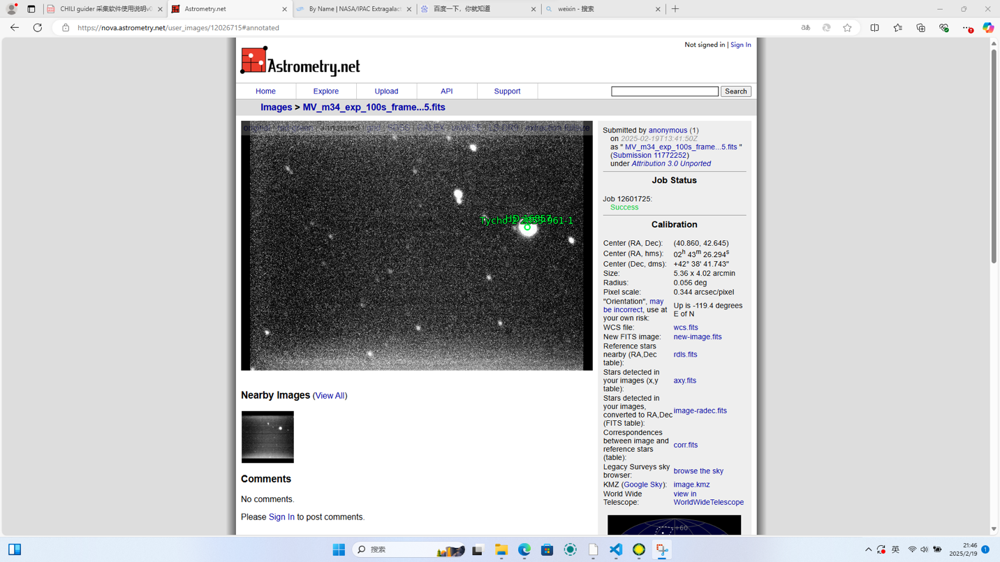 CHILI guider 采集软件使用说明v0
Astrometry.net
By Name | NASA/IPAC Extragalact
百度一下，你就知道
weixin - 搜索
https://nova.astrometry.net/user_images/12026715#annotated
Not signed in | Sign In
Astrometry.net
Home
Explore
Upload
API
Support
Search
Images > MV_m34_exp_100s_frame...5.fits
Tycho-2 2853-961-1
HD 16857
Submitted by anonymous (1)
on 2025-02-19T13:41:50Z
as " MV_m34_exp_100s_frame...5.fits "
(Submission 11772252)
under Attribution 3.0 Unported
Job Status
Job 12601725:
Success
Calibration
Center (RA, Dec): (40.860, 42.645)
Center (RA, hms): 02h 43m 26.294s
Center (Dec, dms): +42° 38' 41.743"
Size: 5.36 x 4.02 arcmin
Radius: 0.056 deg
Pixel scale: 0.344 arcsec/pixel
"Orientation", may
be incorrect, use at
your own risk:
Up is -119.4 degrees
E of N
WCS file: wcs.fits
New FITS image: new-image.fits
Reference stars
nearby (RA,Dec
table):
rdls.fits
Stars detected in
your images (x,y
table):
axy.fits
Stars detected in
your images,
converted to RA,Dec
(FITS table):
image-radec.fits
Correspondences
between image and
reference stars
(table):
corr.fits
Legacy Surveys sky
browser:
browse the sky
KMZ (Google Sky): image.kmz
World Wide
Telescope:
view in
WorldWideTelescope
+60
Nearby Images (View All)
Comments
No comments.
Please Sign In to post comments.
搜索
英
21:46
2025/2/19
1